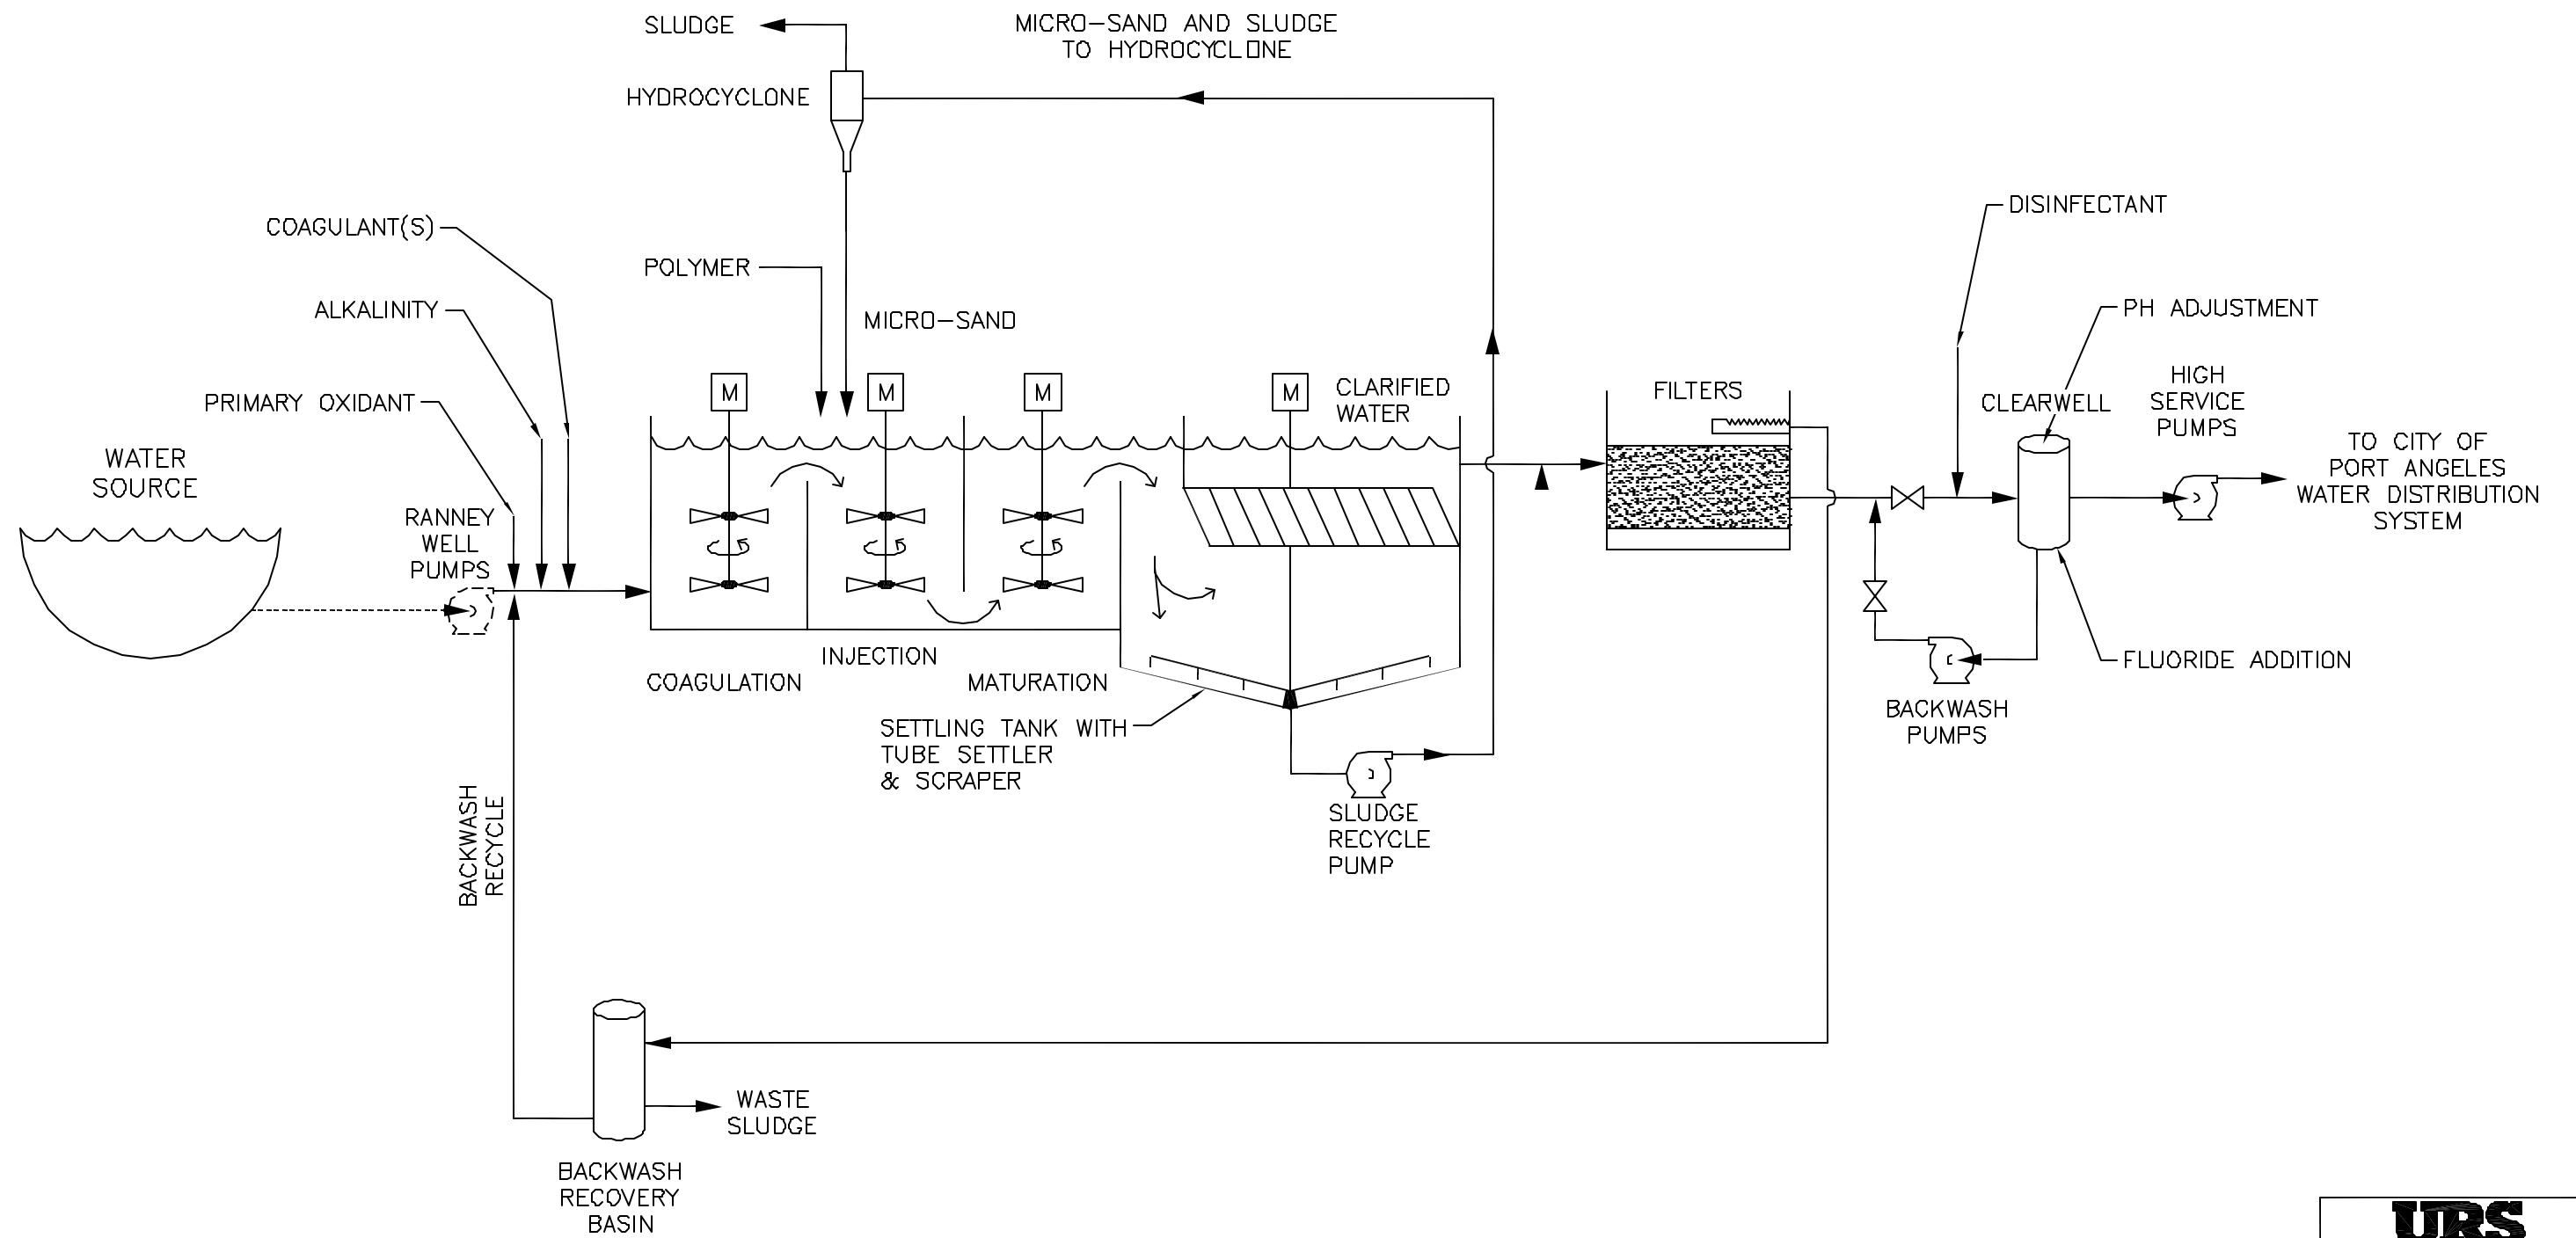 SLUDGE
MICRO-SAND AND SLUDGE
TO HYDROCYCLONE
HYDROCYCLONE
COAGULANT(S)
POLYMER
ALKALINITY
MICRO-SAND
PRIMARY OXIDANT
WATER
SOURCE
RANNEY
WELL
PUMPS
M
M
M
M
CLARIFIED
WATER
FILTERS
DISINFECTANT
PH ADJUSTMENT
CLEARWELL
HIGH
SERVICE
PUMPS
TO CITY OF
PORT ANGELES
WATER DISTRIBUTION
SYSTEM
COAGULATION
INJECTION
MATURATION
SETTLING TANK WITH
TUBE SETTLER
& SCRAPER
SLUDGE
RECYCLE
PUMP
FLUORIDE ADDITION
BACKWASH
PUMPS
BACKWASH
RECYCLE
WASTE
SLUDGE
BACKWASH
RECOVERY
BASIN
URS